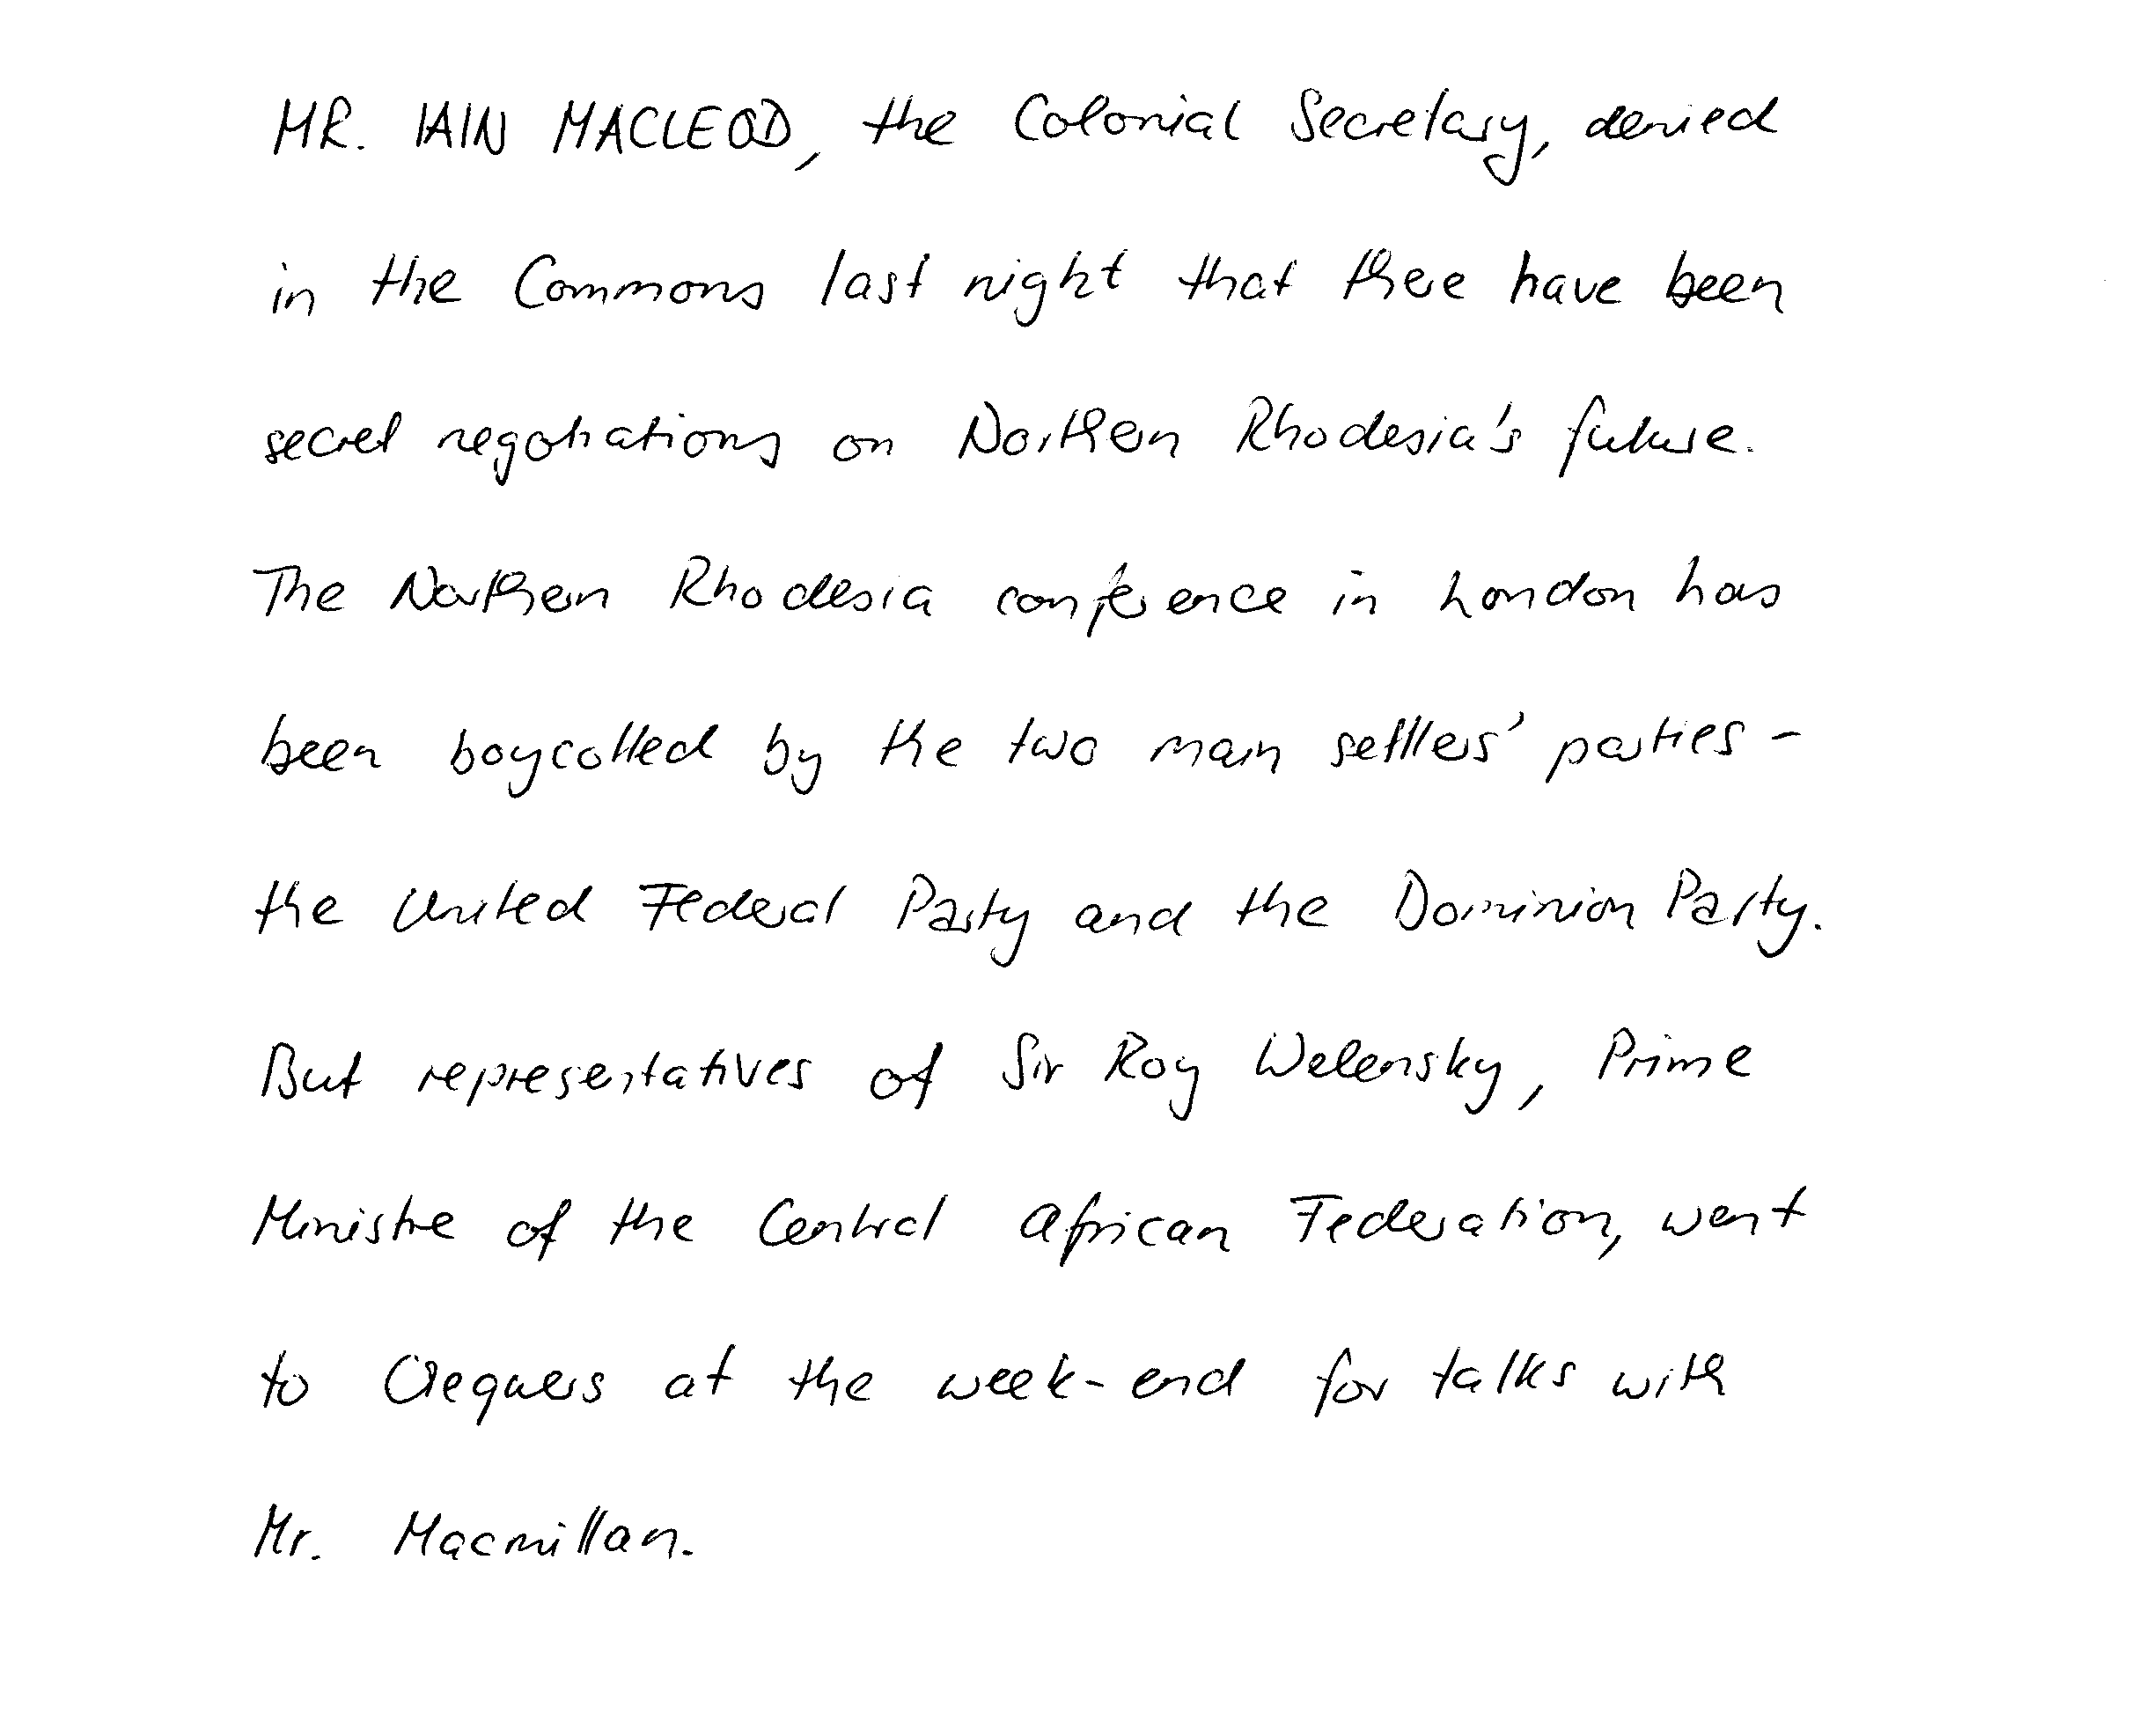 MR. IAIN MACLEOD, the Colonial Secretary, denied
in the Commons last night that there have been
secret negotiations on Northern Rhodesia's future.
The Northern Rhodesia conference in London has
been boycotted by the two main settlers' parties -
the United Federal Party and the Dominion Party.
But representatives of Sir Roy Welensky, Prime
Ministre of the Central African Federation, went
to Chequers at the week-end for talks with
Mr. Macmillan.